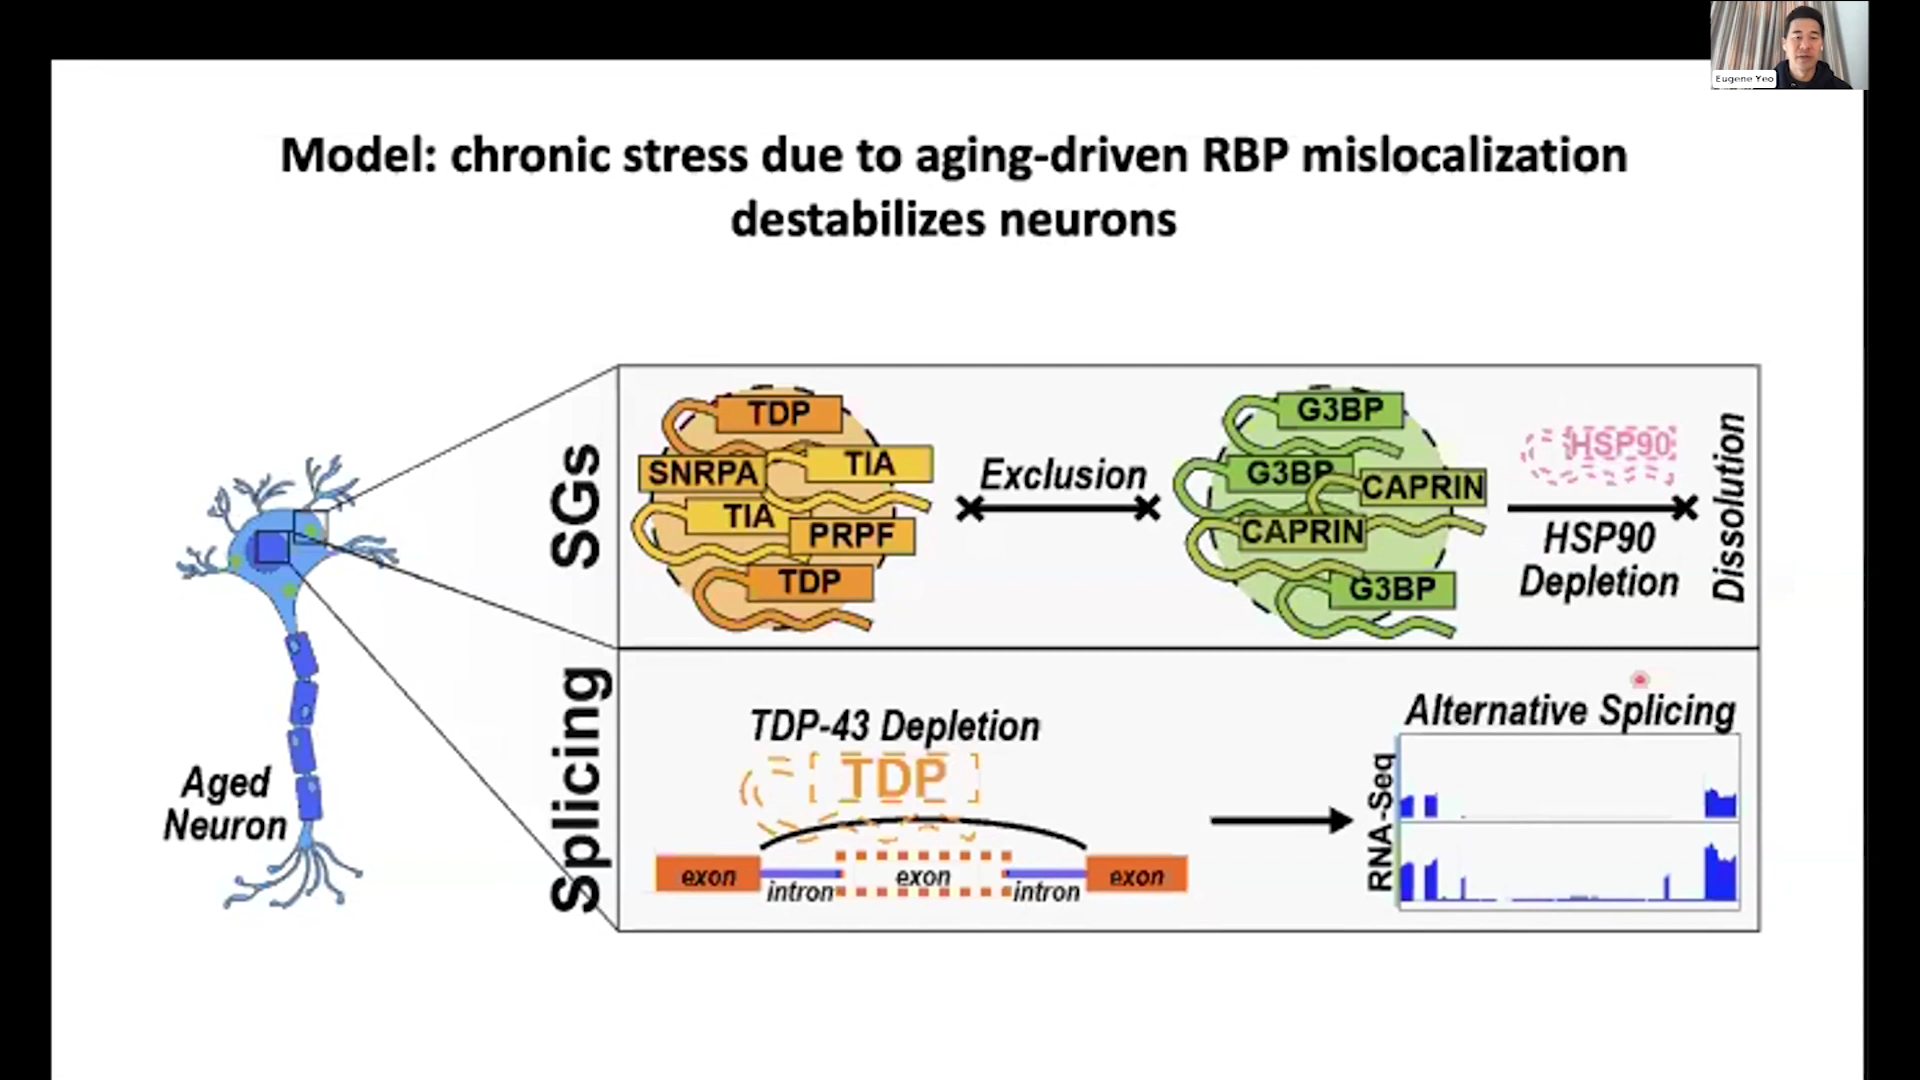 Eugene Yeo
Model: chronic stress due to aging-driven RBP mislocalization
destabilizes neurons
Aged
Neuron
SGs
TDP
SNRPA
TIA
TIA
PRPF
TDP
Exclusion
G3BP
G3BP
CAPRIN
CAPRIN
G3BP
HSP90
HSP90
Depletion
Dissolution
Splicing
TDP-43 Depletion
TDP
exon
intron
exon
intron
exon
Alternative Splicing
RNA-Seq